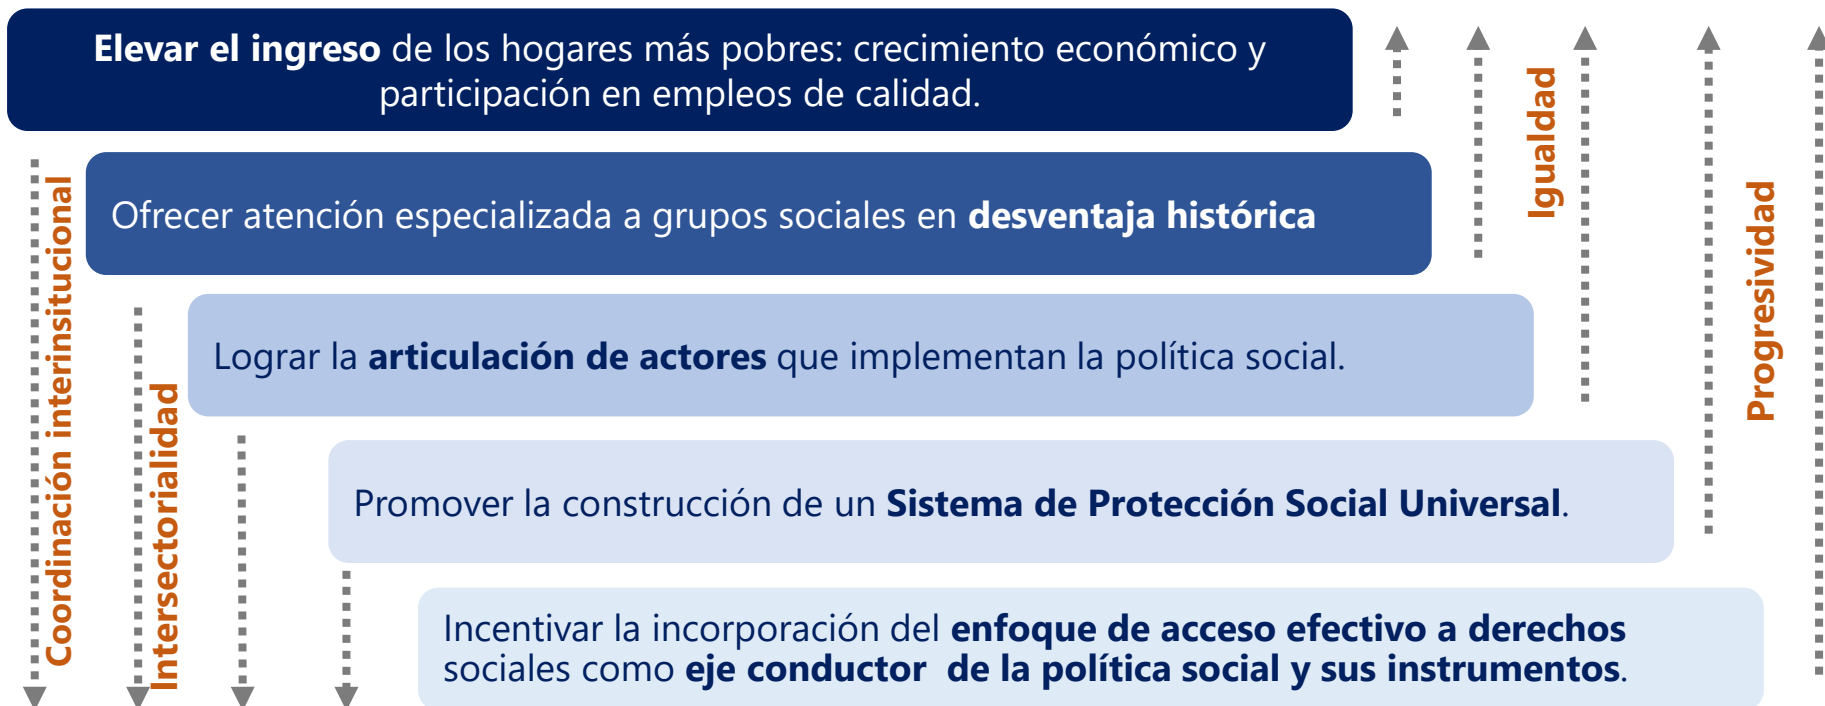 Elevar el ingreso de los hogares más pobres: crecimiento económico y
participación en empleos de calidad.
Ofrecer atención especializada a grupos sociales en desventaja histórica
Lograr la articulación de actores que implementan la política social.
Promover la construcción de un Sistema de Protección Social Universal.
Incentivar la incorporación del enfoque de acceso efectivo a derechos
sociales como eje conductor  de la política social y sus instrumentos.
Coordinación interinsitucional
Intersectorialidad
Igualdad
Progresividad